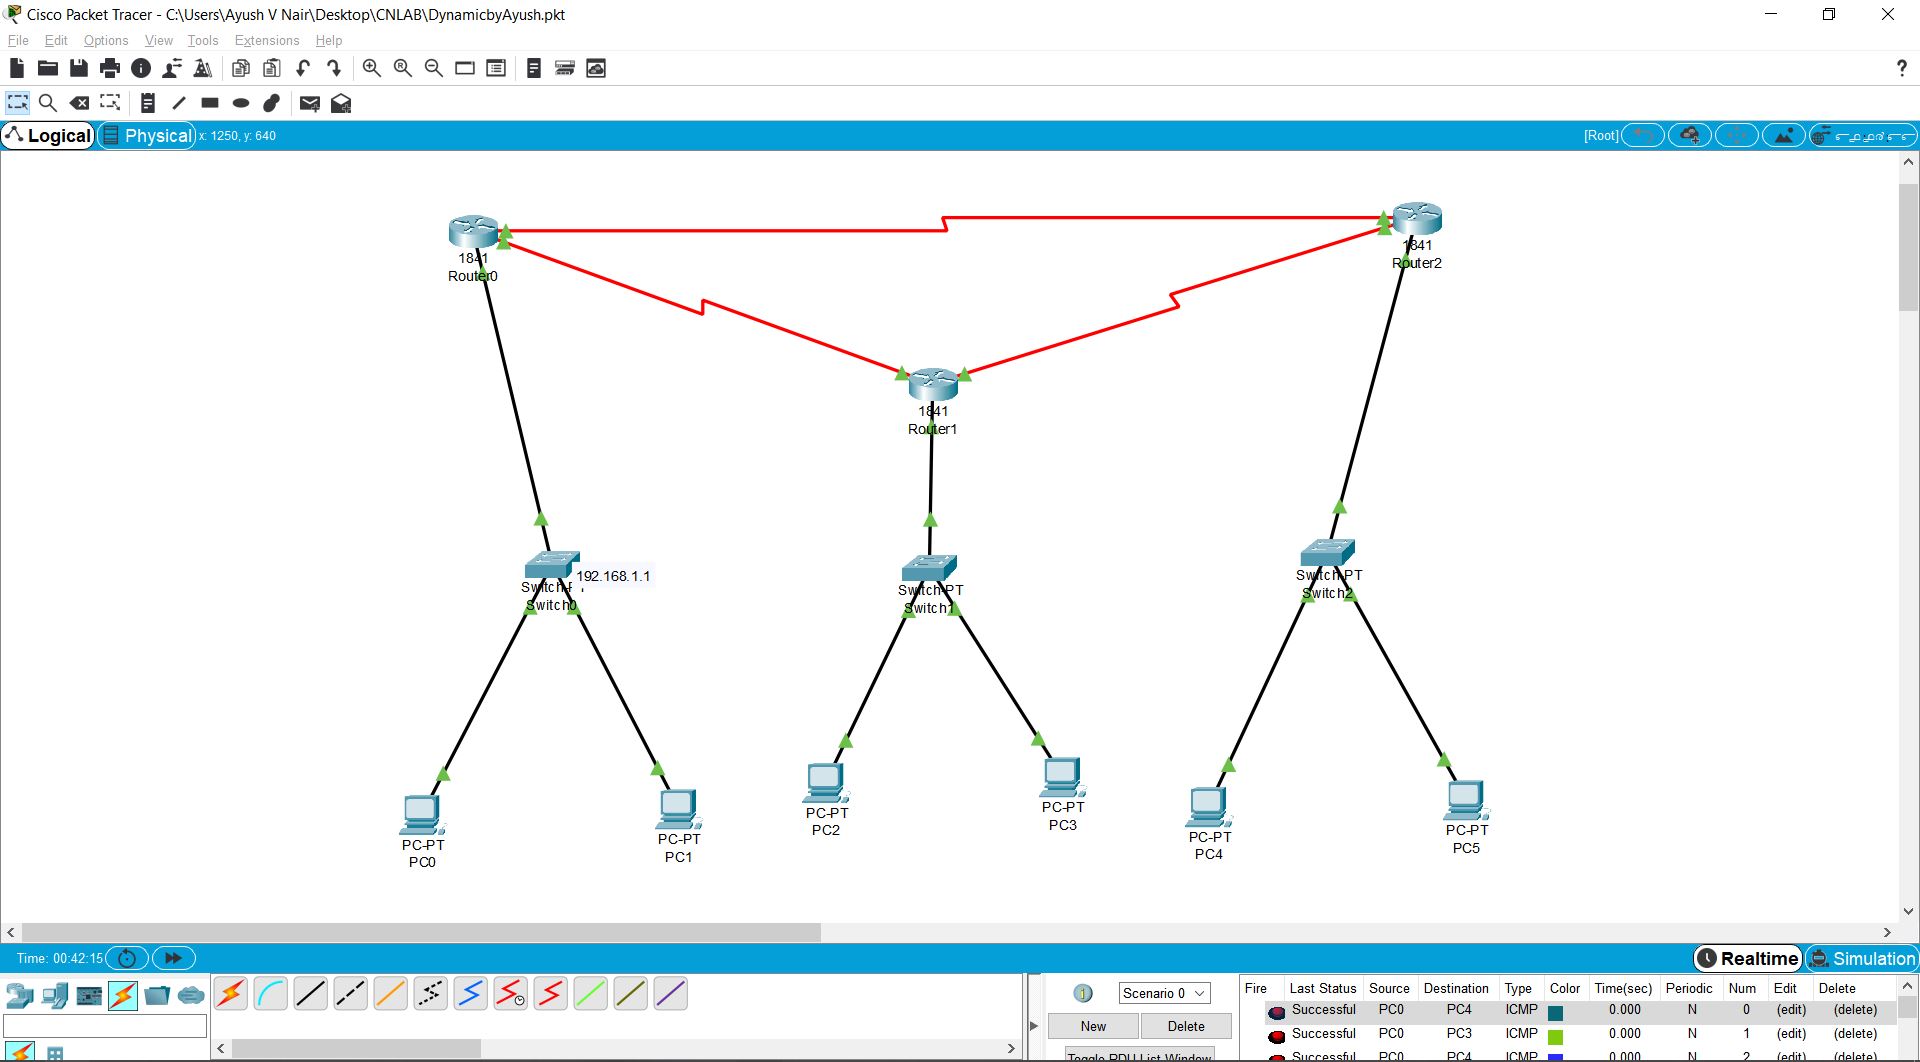 Cisco Packet Tracer - C:\Users\Ayush V Nair\Desktop\CNLAB\DynamicbyAyush.pkt
File Edit Options View Tools Extensions Help
?
Logical Physical x: 1250, y: 640 [Root]
1841
Router0
1841
Router2
1841
Router1
192.168.1.1
Switch0
Switch-PT
Switch1
Switch-PT
Switch2
PC-PT
PC0
PC-PT
PC1
PC-PT
PC2
PC-PT
PC3
PC-PT
PC4
PC-PT
PC5
Time: 00:42:15 Realtime Simulation
Scenario 0
New Delete
Toggle PDU List Window
Fire Last Status Source Destination Type Color Time(sec) Periodic Num Edit Delete
Successful PC0 PC4 ICMP 0.000 N 0 (edit) (delete)
Successful PC0 PC3 ICMP 0.000 N 1 (edit) (delete)
Successful PC0 PC4 ICMP 0.000 N 2 (edit) (delete)